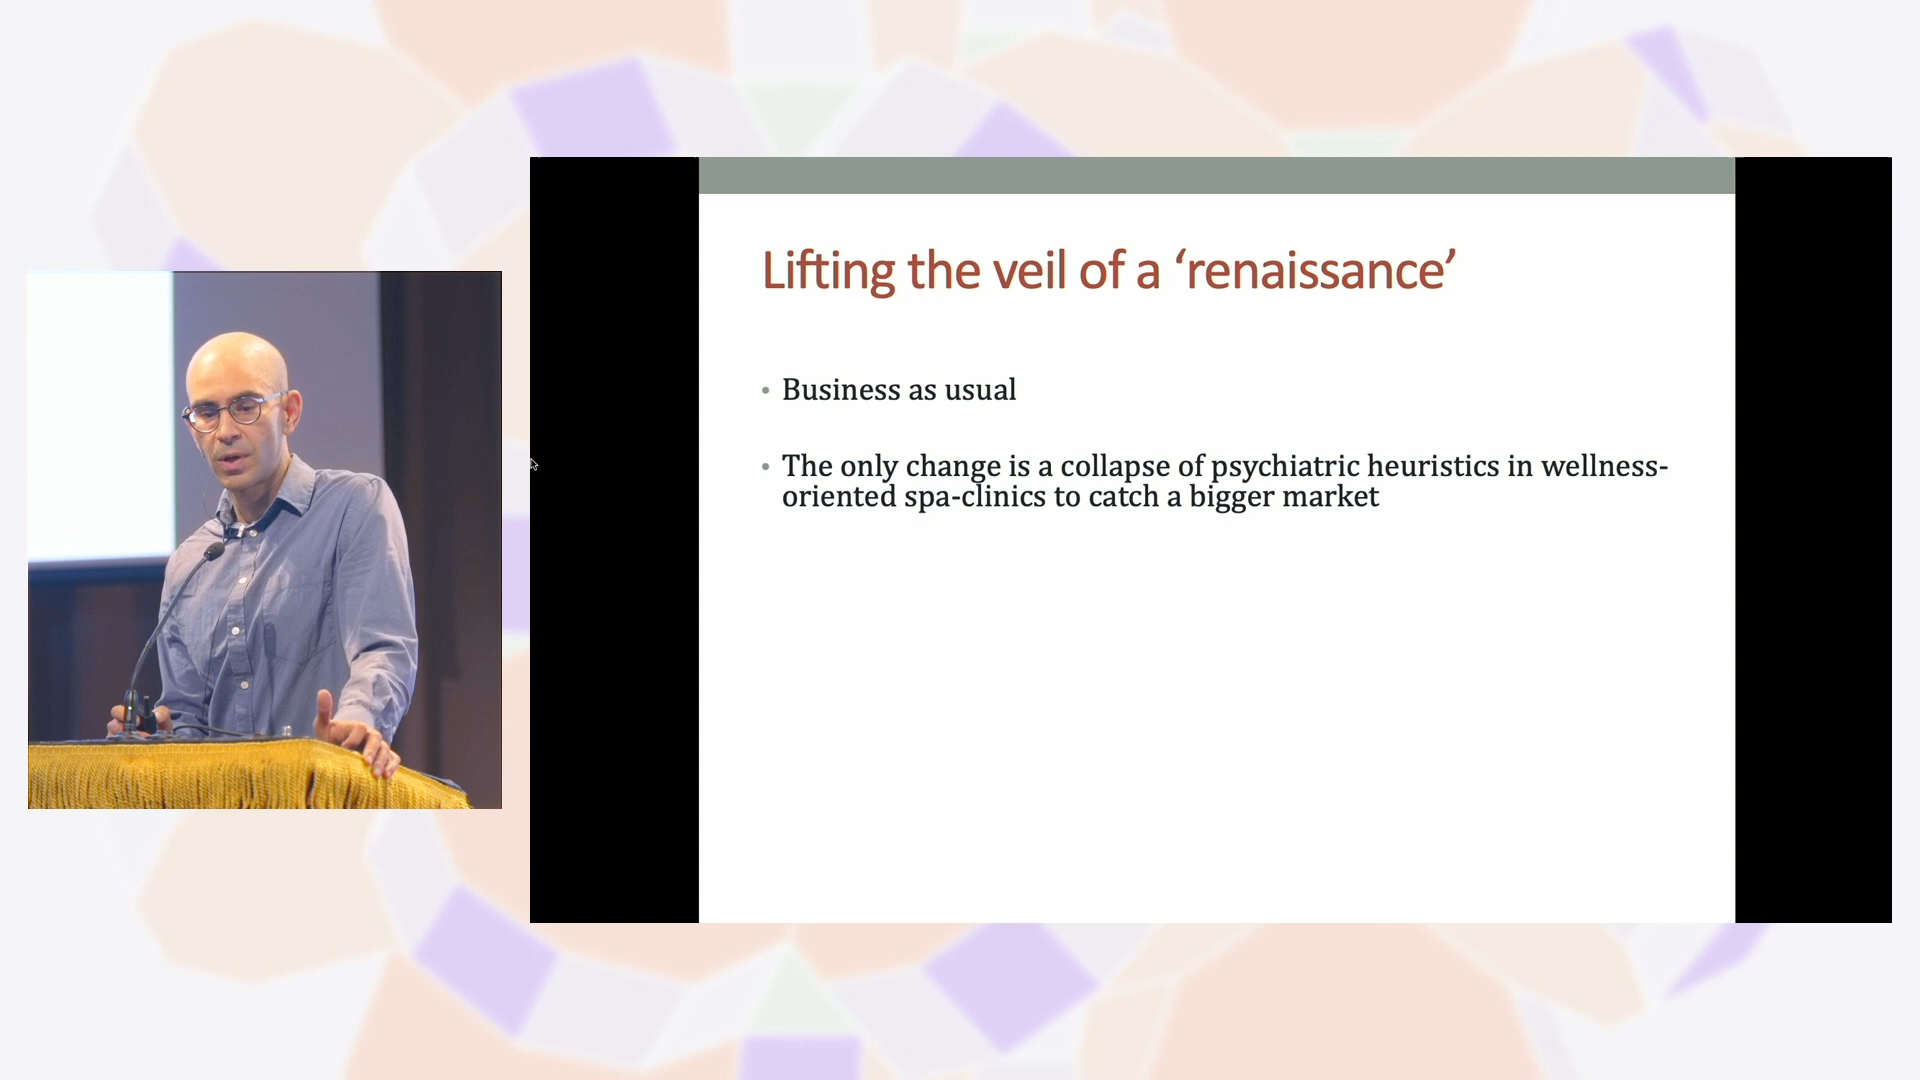 Lifting the veil of a ‘renaissance’
• Business as usual
• The only change is a collapse of psychiatric heuristics in wellness-
oriented spa-clinics to catch a bigger market